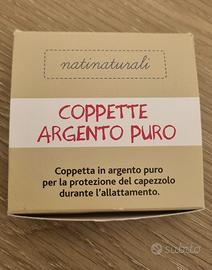 natinaturali
COPPETTE
ARGENTO PURO
Coppetta in argento puro
per la protezione del capezzolo
durante l'allattamento.
subito